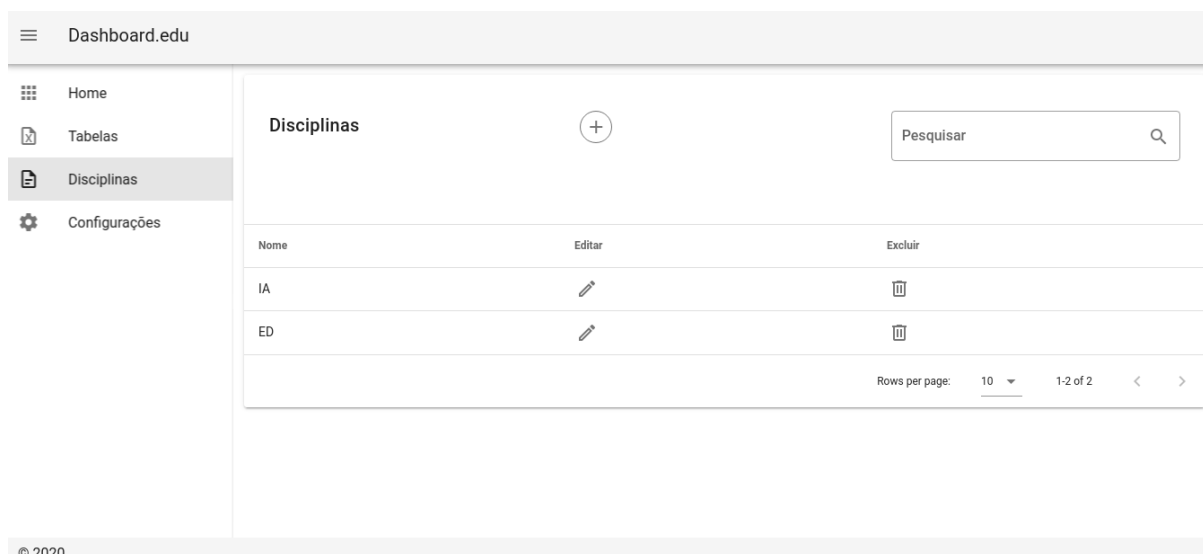 Dashboard.edu
Home
Tabelas
Disciplinas
Configurações
Disciplinas
Pesquisar
Nome Editar Excluir
IA
ED
Rows per page: 10 1-2 of 2
© 2020